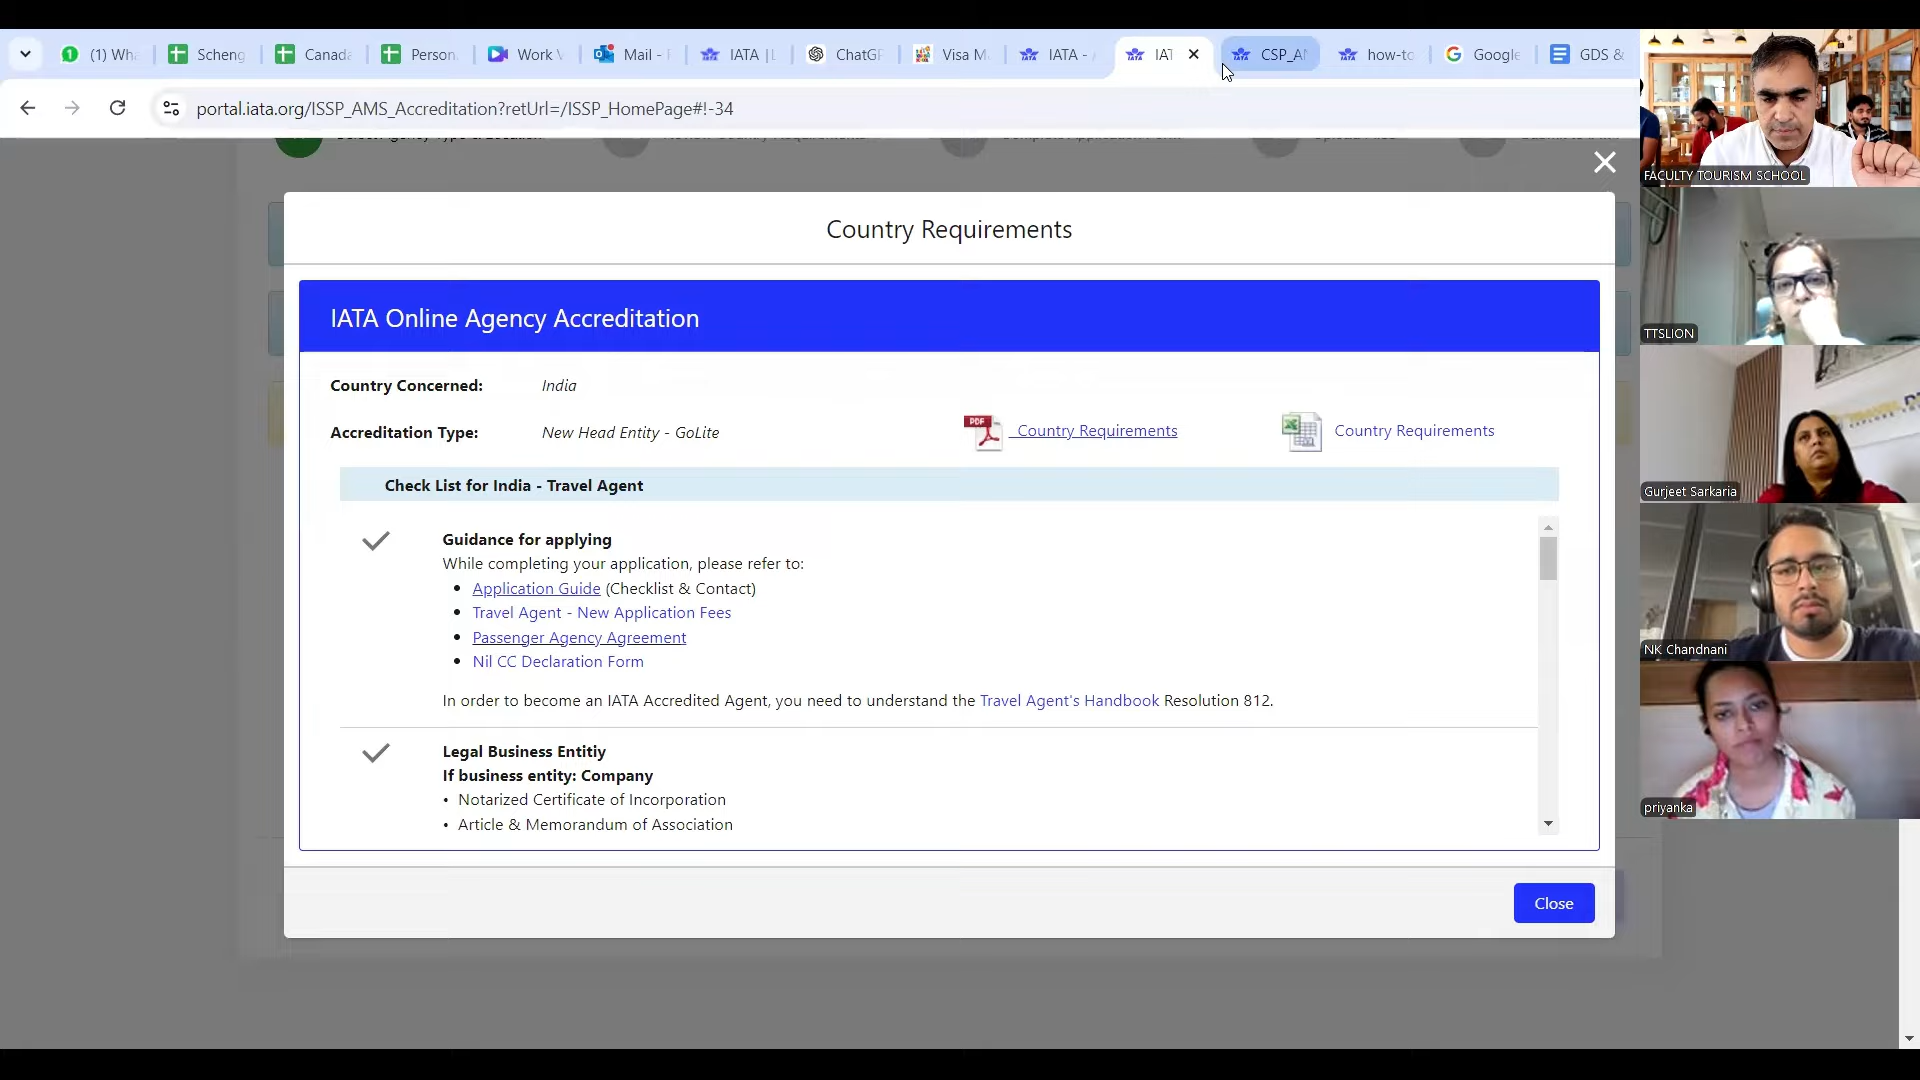 (1) Wha
Scheng
Canada
Person
Work
Mail -
IATA |
ChatGP
Visa M
IATA -
IAT
CSP_A
how-to
Google
GDS &
portal.iata.org/ISSP_AMS_Accreditation?retUrl=/ISSP_HomePage#!-34
Country Requirements
IATA Online Agency Accreditation
Country Concerned: India
Accreditation Type: New Head Entity - GoLite
PDF
Country Requirements
Country Requirements
Check List for India - Travel Agent
Guidance for applying
While completing your application, please refer to:
• Application Guide (Checklist & Contact)
• Travel Agent - New Application Fees
• Passenger Agency Agreement
• Nil CC Declaration Form
In order to become an IATA Accredited Agent, you need to understand the Travel Agent's Handbook Resolution 812.
Legal Business Entitiy
If business entity: Company
• Notarized Certificate of Incorporation
• Article & Memorandum of Association
Close
FACULTY TOURISM SCHOOL
TTSLION
Gurjeet Sarkaria
NK Chandnani
priyanka